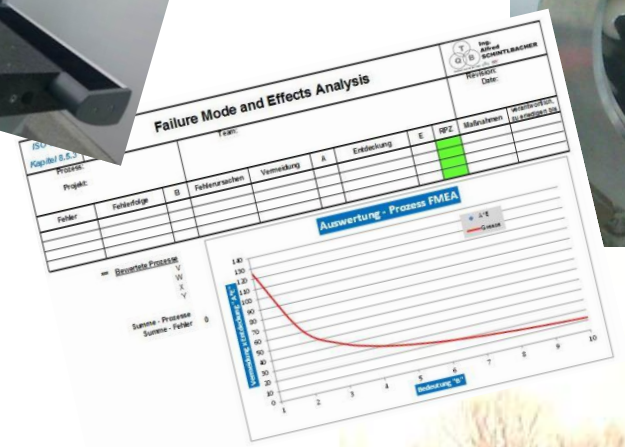 T Q B
Ing.
Alfred
SCHINTLBACHER
Failure Mode and Effects Analysis
Revision:
Date:
ISO
Kapitel 8.5.3
Team:
Prozess:
Projekt:
Fehler Fehlerfolge B Fehlerursachen Vermeidung A Entdeckung E RPZ Maßnahmen verantwortlich,
zu erledigen bis
Auswertung - Prozess FMEA
A*E
Grenze
Bewertete Prozesse
V
W
X
Y
Summe - Prozesse
Summe - Fehler 0
Vermeidung x Entdeckung "A*E"
140
130
120
110
100
90
80
70
60
50
40
30
20
10
0
1 2 3 4 5 6 7 8 9 10
Bedeutung "B"